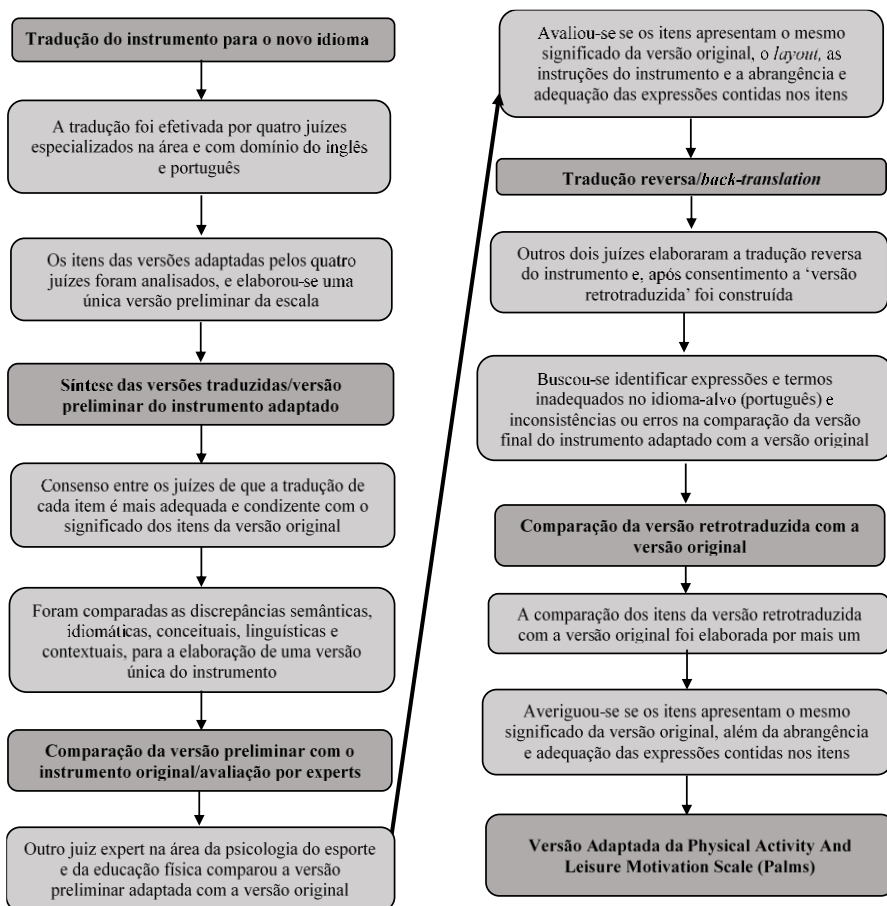 Tradução do instrumento para o novo idioma
A tradução foi efetivada por quatro juízes
especializados na área e com domínio do inglês
e português
Os itens das versões adaptadas pelos quatro
juízes foram analisados, e elaborou-se uma
única versão preliminar da escala
Síntese das versões traduzidas/versão
preliminar do instrumento adaptado
Consenso entre os juízes de que a tradução de
cada item é mais adequada e condizente com o
significado dos itens da versão original
Foram comparadas as discrepâncias semânticas,
idiomáticas, conceituais, linguísticas e
contextuais, para a elaboração de uma versão
única do instrumento
Comparação da versão preliminar com o
instrumento original/avaliação por experts
Outro juiz expert na área da psicologia do esporte
e da educação física comparou a versão
preliminar adaptada com a versão original
Avaliou-se se os itens apresentam o mesmo
significado da versão original, o layout, as
instruções do instrumento e a abrangência e
adequação das expressões contidas nos itens
Tradução reversa/back-translation
Outros dois juízes elaboraram a tradução reversa
do instrumento e, após consentimento a ‘versão
retrotraduzida’ foi construída
Buscou-se identificar expressões e termos
inadequados no idioma-alvo (português) e
inconsistências ou erros na comparação da versão
final do instrumento adaptado com a versão original
Comparação da versão retrotraduzida com a
versão original
A comparação dos itens da versão retrotraduzida
com a versão original foi elaborada por mais um
Averiguou-se se os itens apresentam o mesmo
significado da versão original, além da abrangência
e adequação das expressões contidas nos itens
Versão Adaptada da Physical Activity And
Leisure Motivation Scale (Palms)